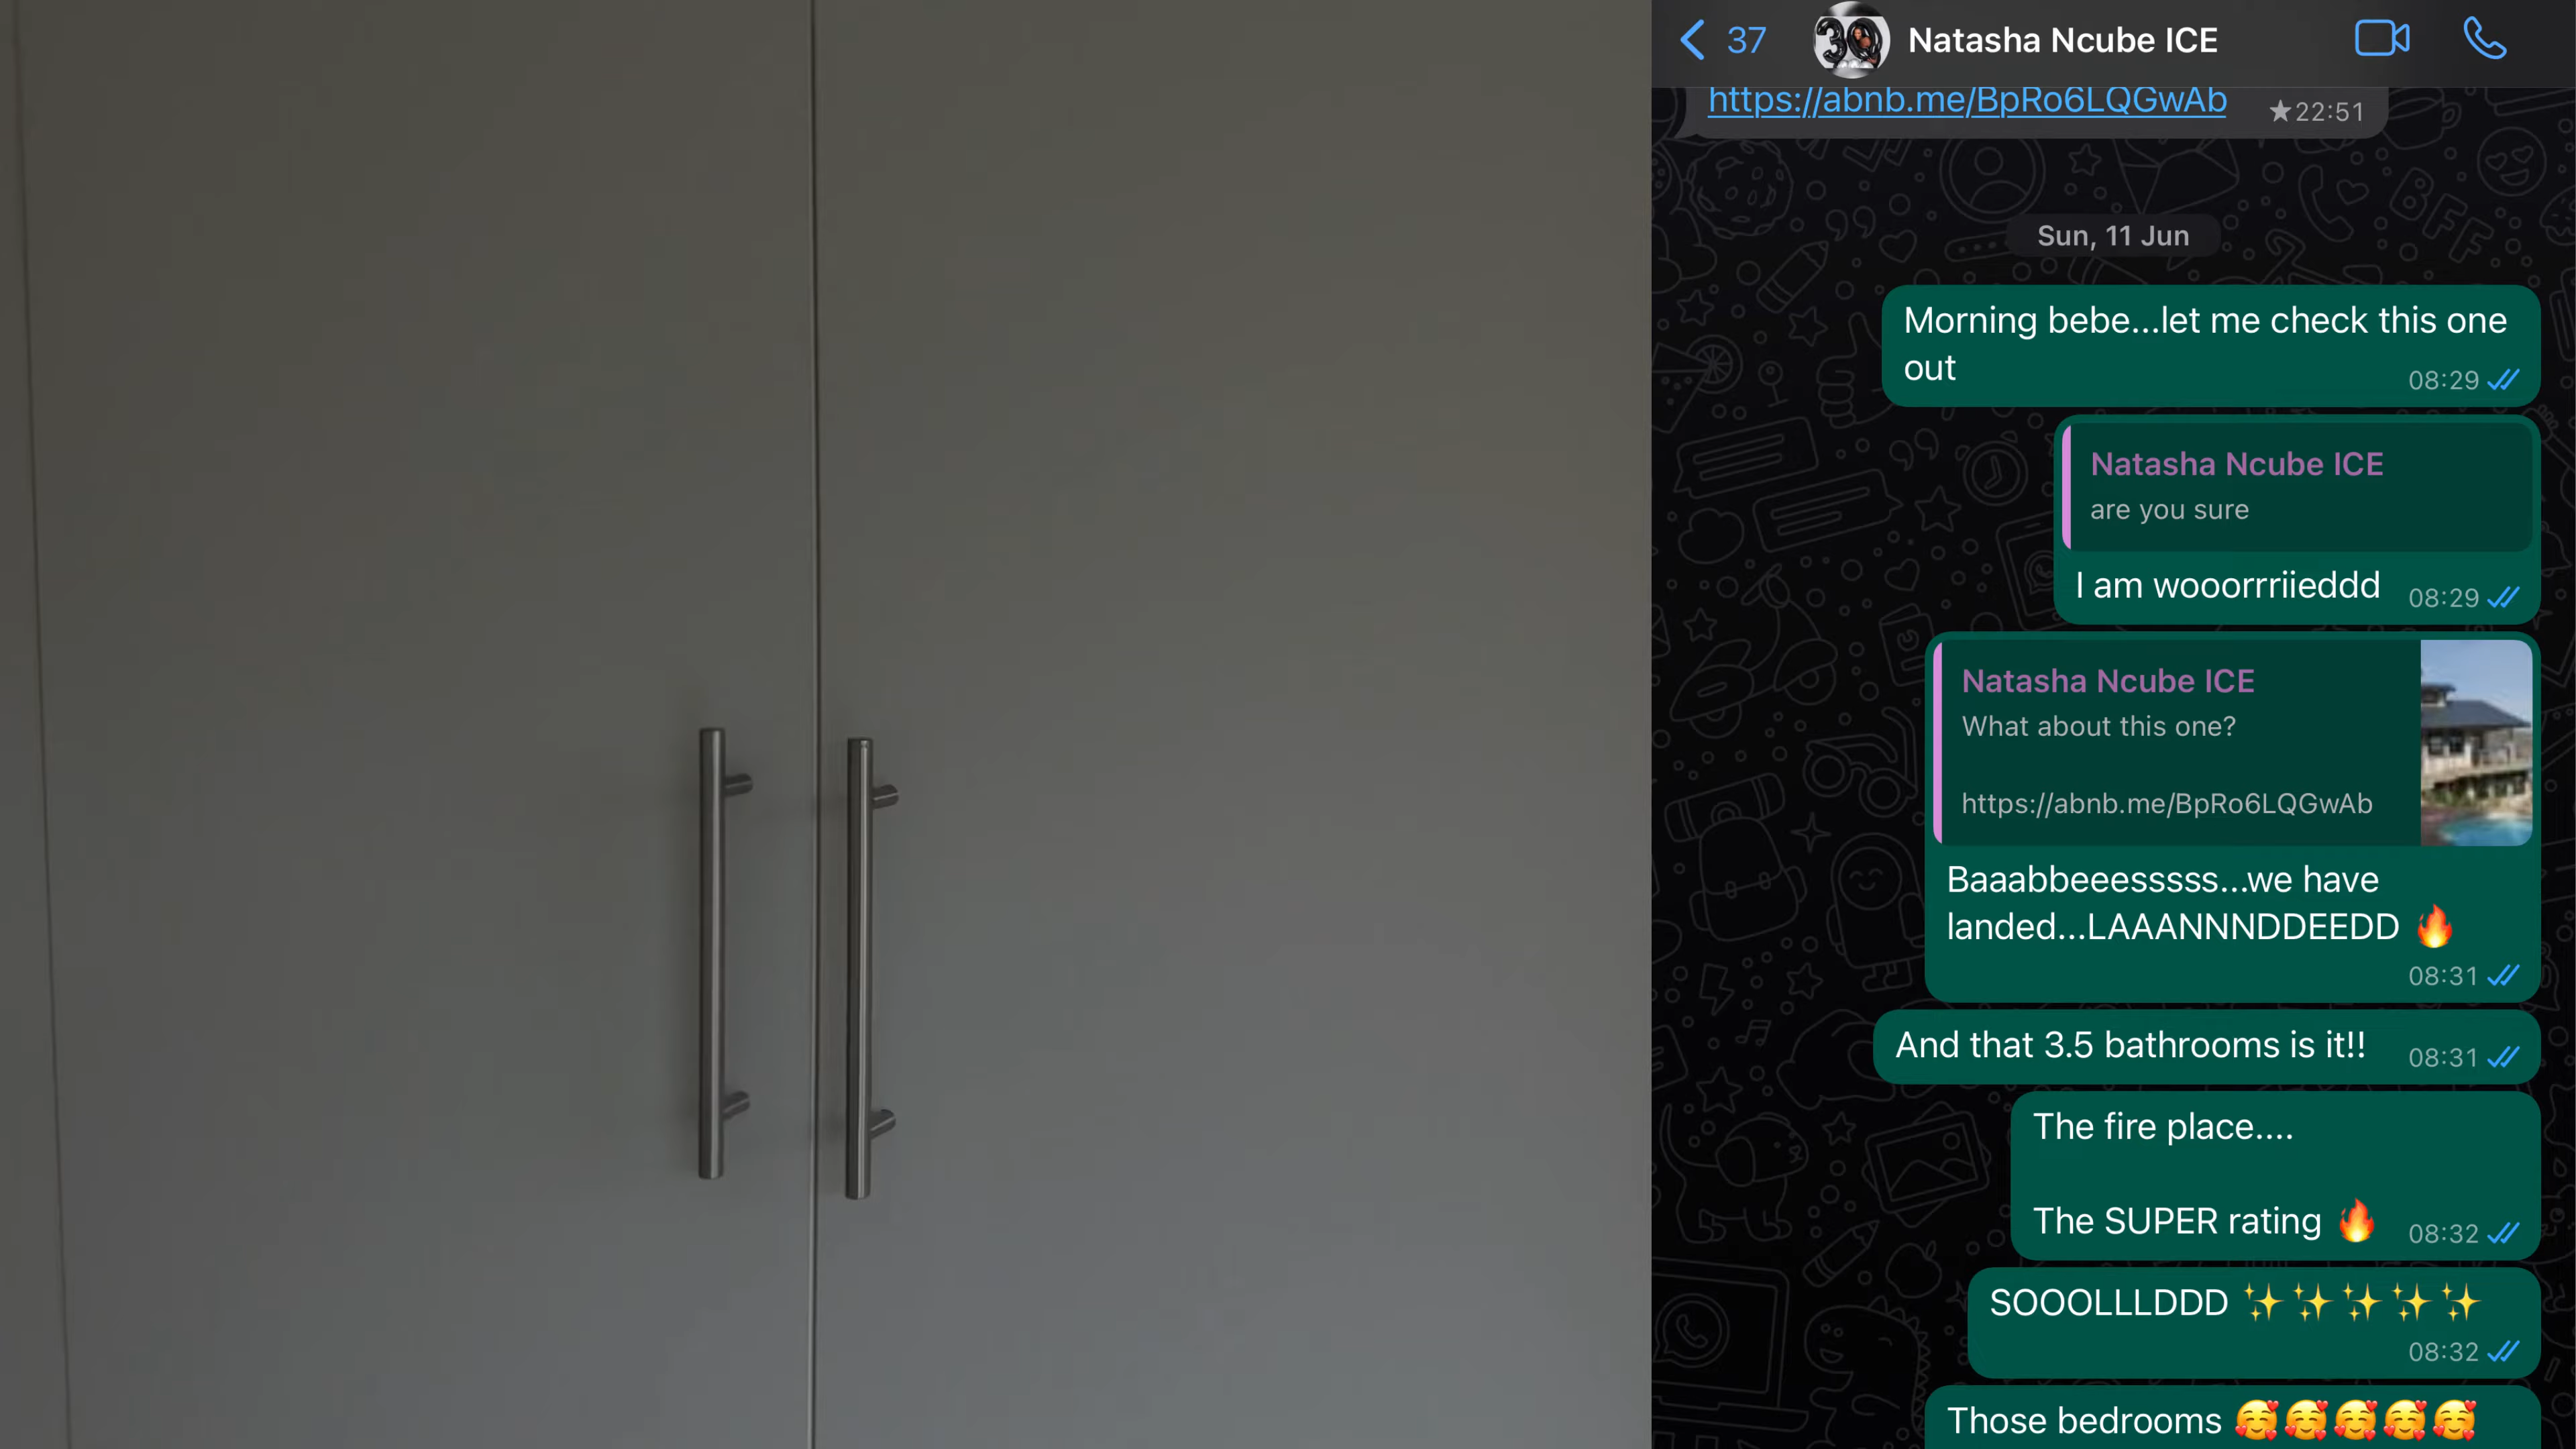 37
Natasha Ncube ICE
https://abnb.me/BpRo6LQGwAb
22:51
Sun, 11 Jun
Morning bebe...let me check this one
out
08:29
Natasha Ncube ICE
are you sure
I am wooorrriieddd
08:29
Natasha Ncube ICE
What about this one?
https://abnb.me/BpRo6LQGwAb
Baaabbeeesssss...we have
landed...LAAANNNDDEEDD 🔥
08:31
And that 3.5 bathrooms is it!!
08:31
The fire place....
The SUPER rating 🔥
08:32
SOOOLLLDDD ✨✨✨✨✨
08:32
Those bedrooms 🥰🥰🥰🥰🥰